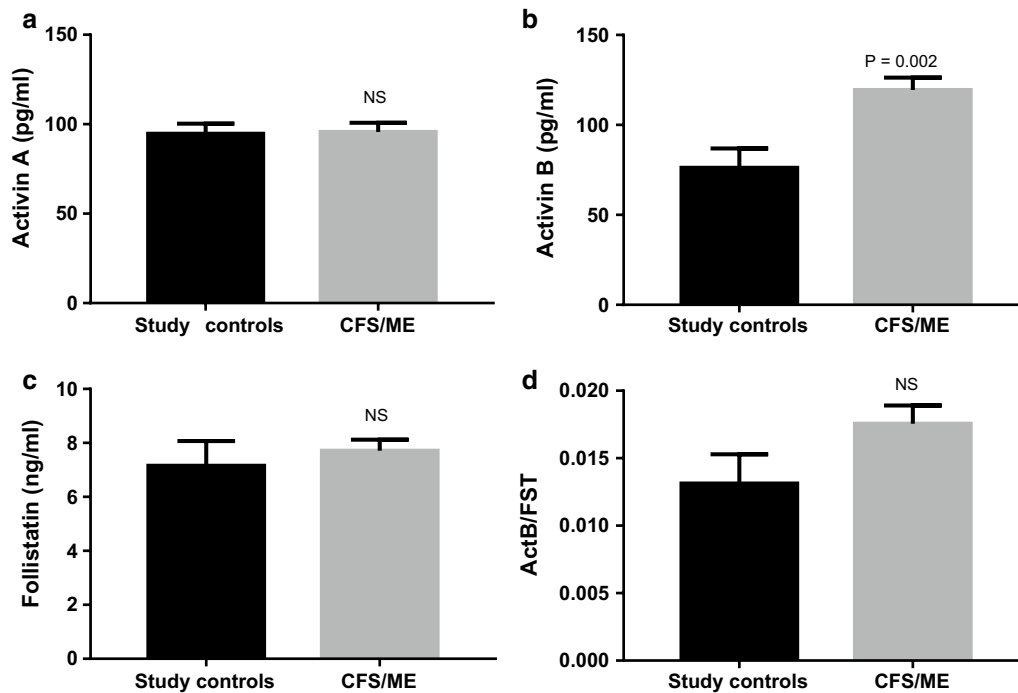 a
Activin A (pg/ml)
150
100
50
0
NS
Study controls
CFS/ME
b
Activin B (pg/ml)
150
100
50
0
P = 0.002
Study controls
CFS/ME
c
Follistatin (ng/ml)
10
8
6
4
2
0
NS
Study controls
CFS/ME
d
ActB/FST
0.020
0.015
0.010
0.005
0.000
NS
Study controls
CFS/ME